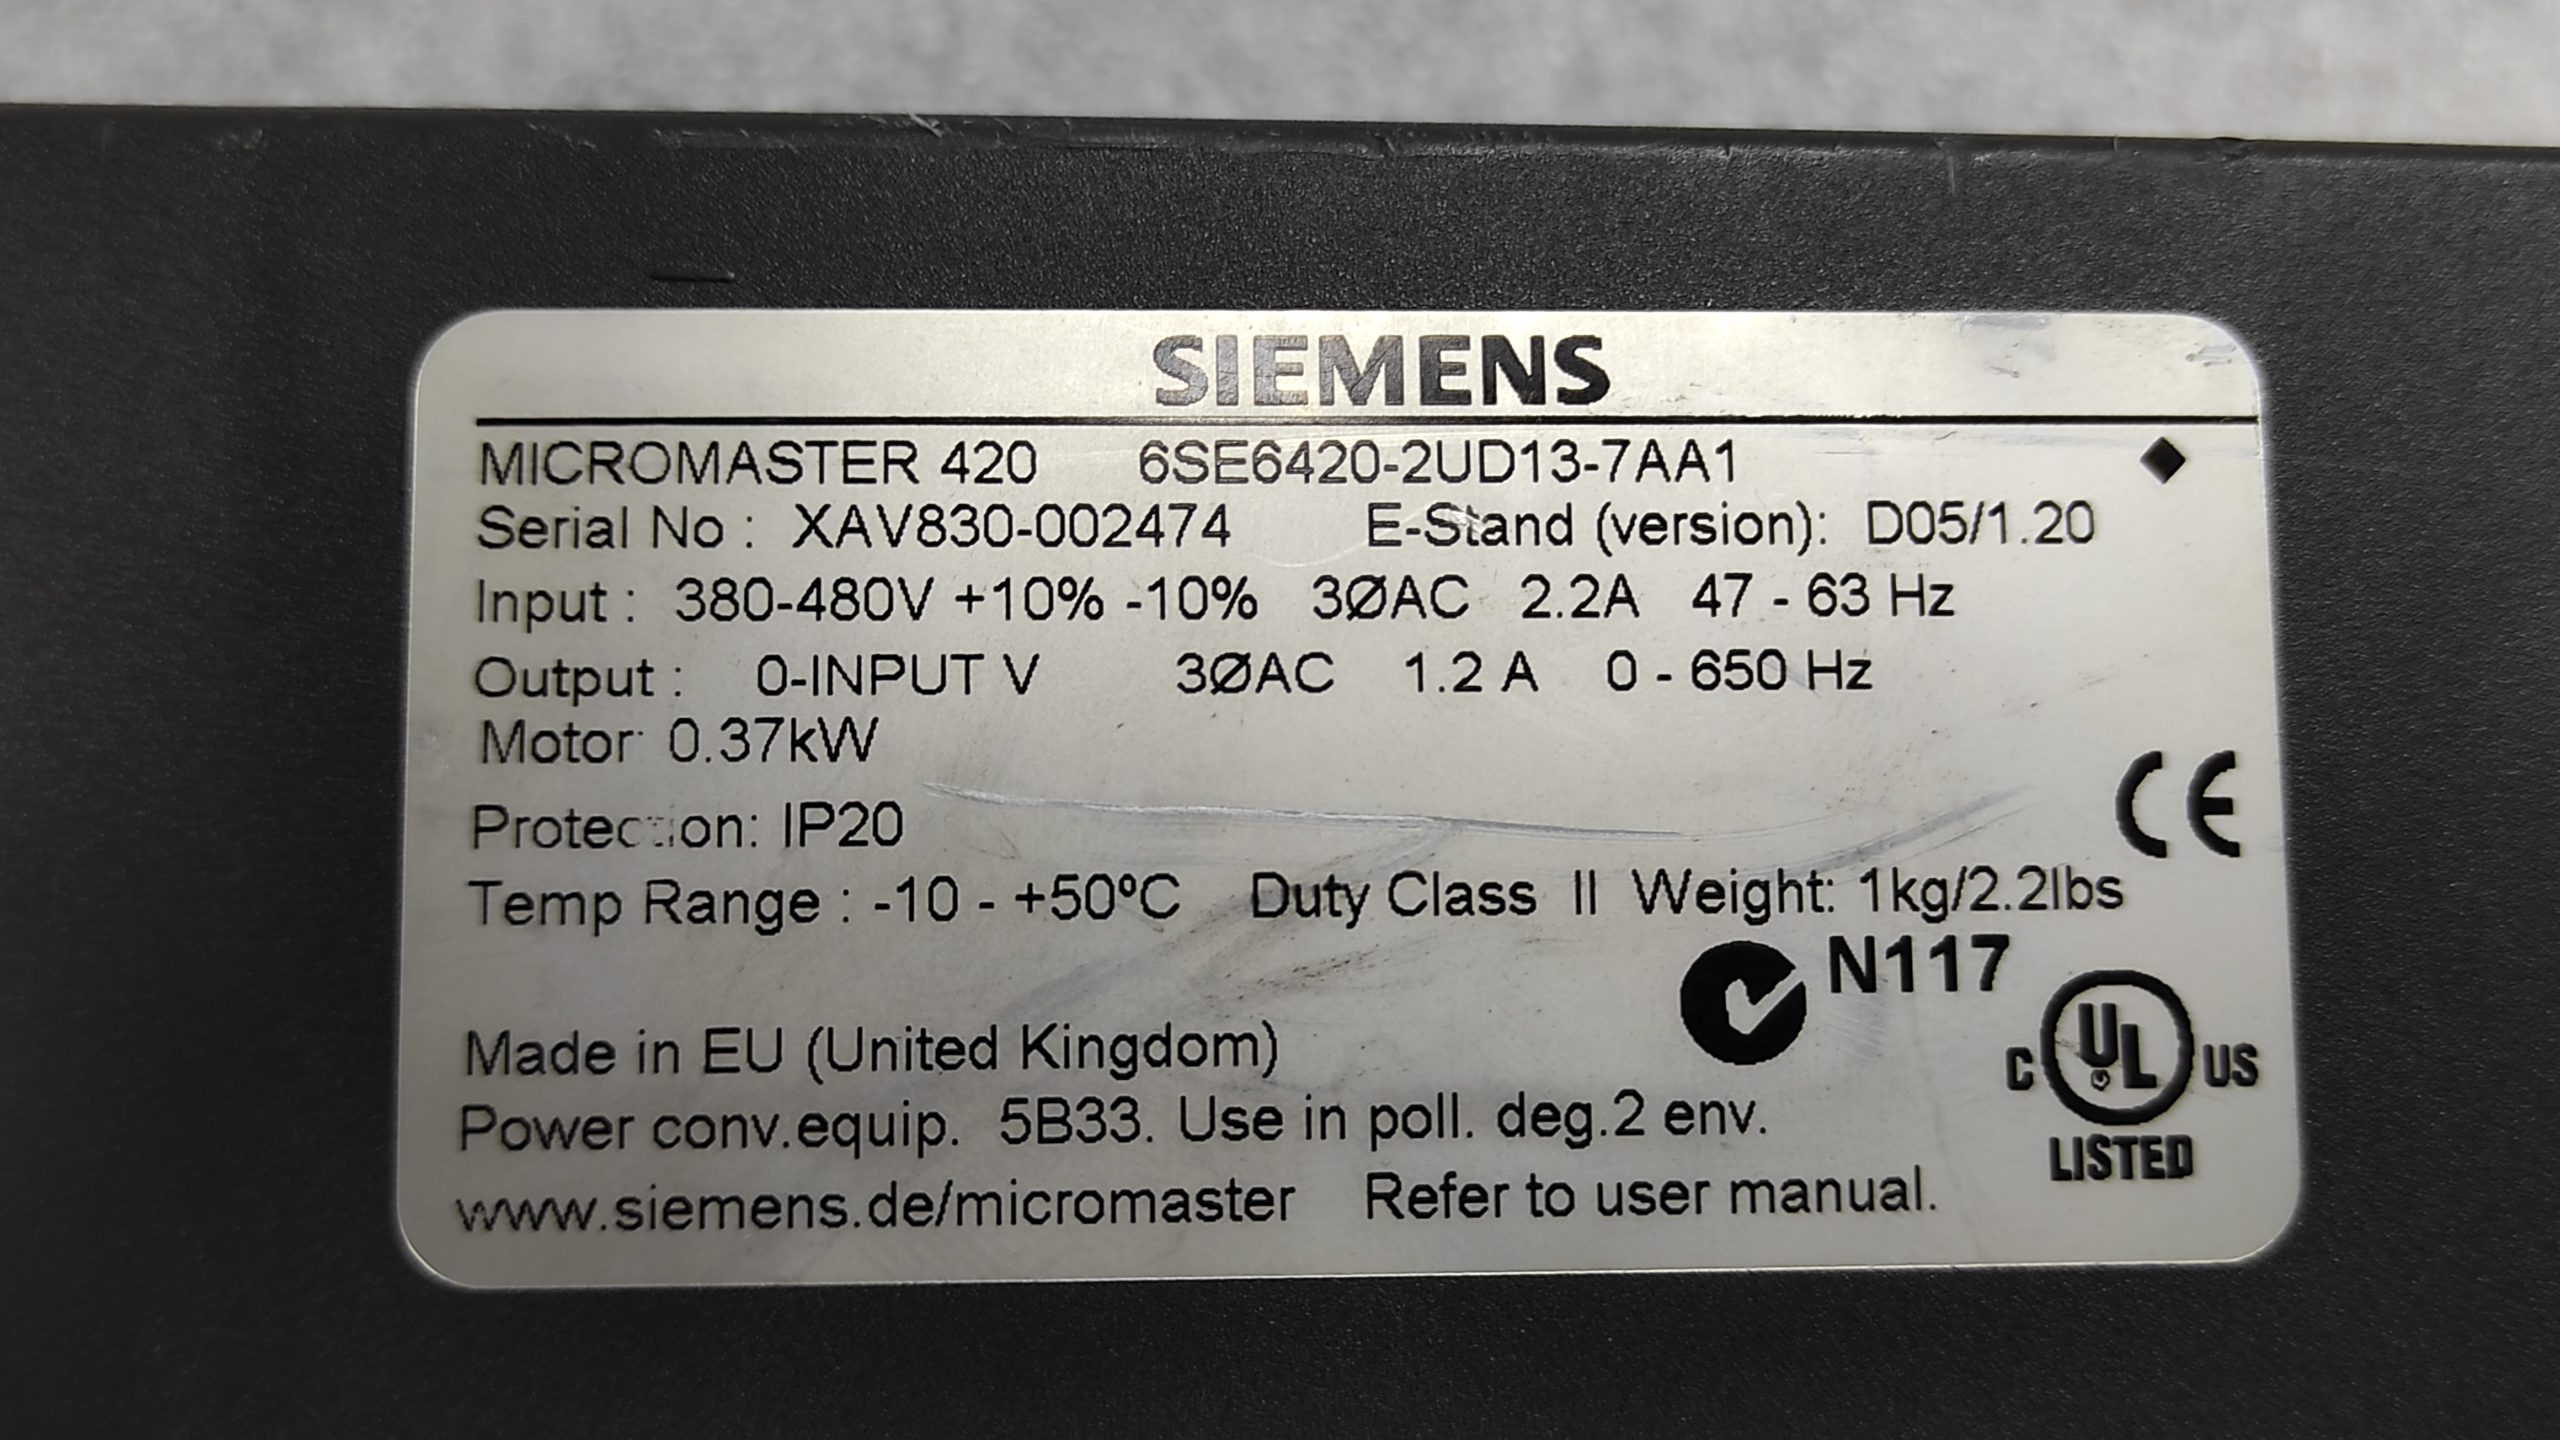 SIEMENS
MICROMASTER 420 6SE6420-2UD13-7AA1
Serial No : XAV830-002474 E-Stand (version): D05/1.20
Input : 380-480V +10% -10% 3ØAC 2.2A 47 - 63 Hz
Output : 0-INPUT V 3ØAC 1.2 A 0 - 650 Hz
Motor 0.37kW
Protection: IP20
CE
Temp Range : -10 - +50ºC Duty Class II Weight: 1kg/2.2lbs
N117
C UL US
LISTED
Made in EU (United Kingdom)
Power conv.equip. 5B33. Use in poll. deg.2 env.
www.siemens.de/micromaster Refer to user manual.